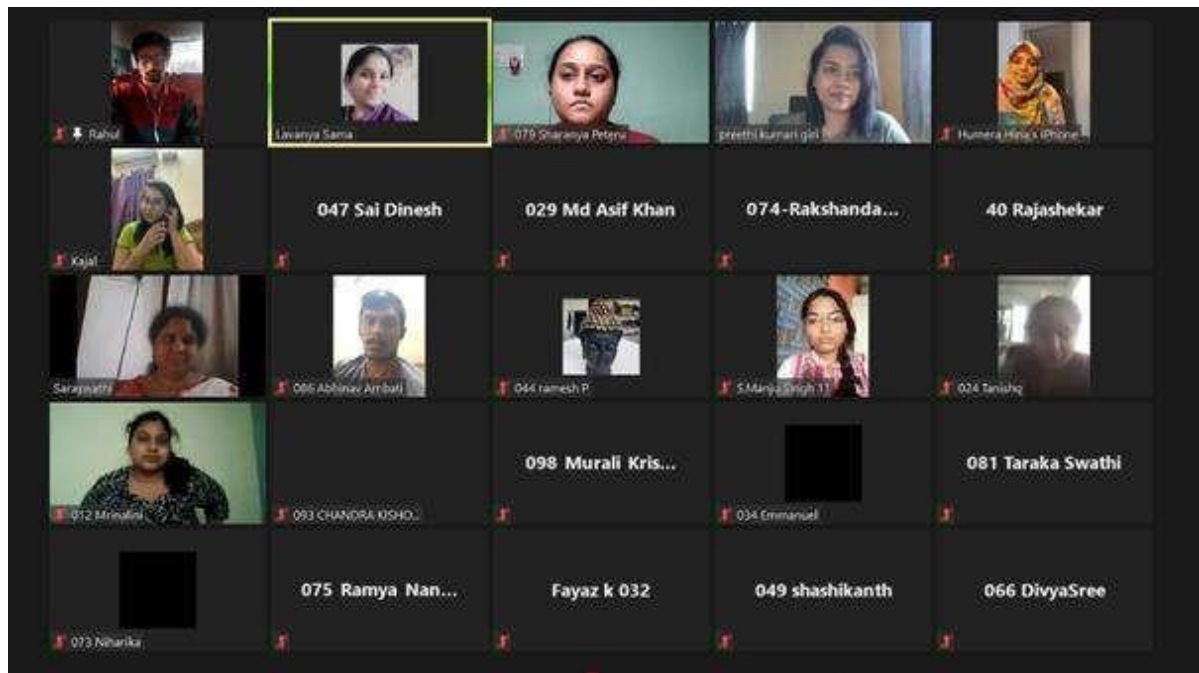 Rahul
Lavanya Sama
079 Sharanya Peteru
preethi kumari giri
Humera Hina's iPhone
Kajal
047 Sai Dinesh
029 Md Asif Khan
074-Rakshanda...
40 Rajashekar
Saraswathi
086 Abhinav Ambati
044 ramesh P
S.Manju Singh 11
024 Tanishq
012 Mrinalini
093 CHANDRA KISHO...
098 Murali Kris...
034 Emmanuel
081 Taraka Swathi
073 Niharika
075 Ramya Nan...
Fayaz k 032
049 shashikanth
066 DivyaSree